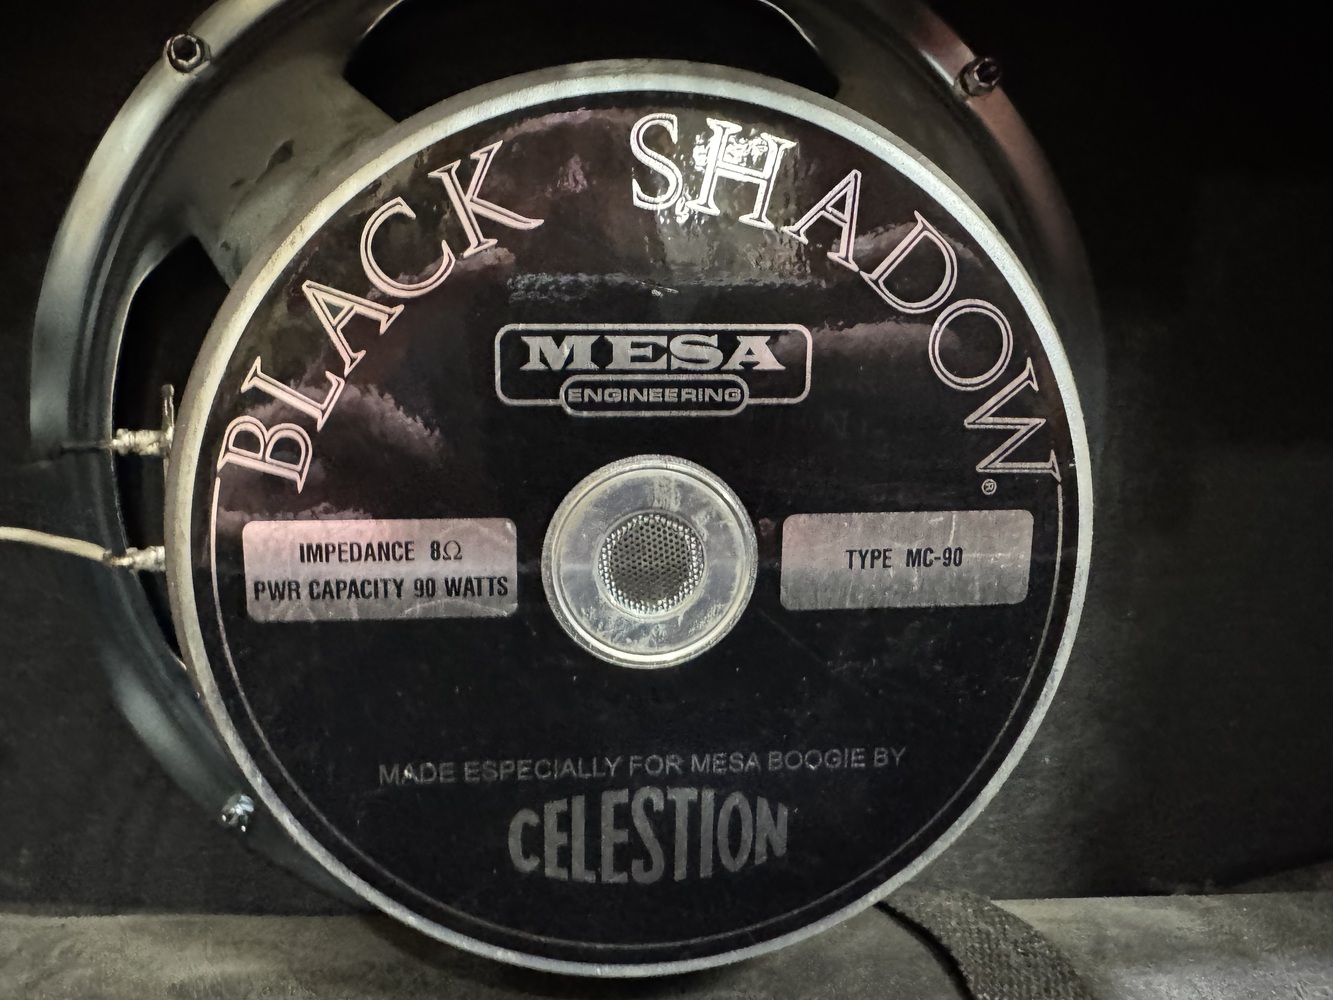 BLACK SHADOW®
MESA
ENGINEERING
IMPEDANCE 8Ω
PWR CAPACITY 90 WATTS
TYPE MC-90
MADE ESPECIALLY FOR MESA BOOGIE BY
CELESTION